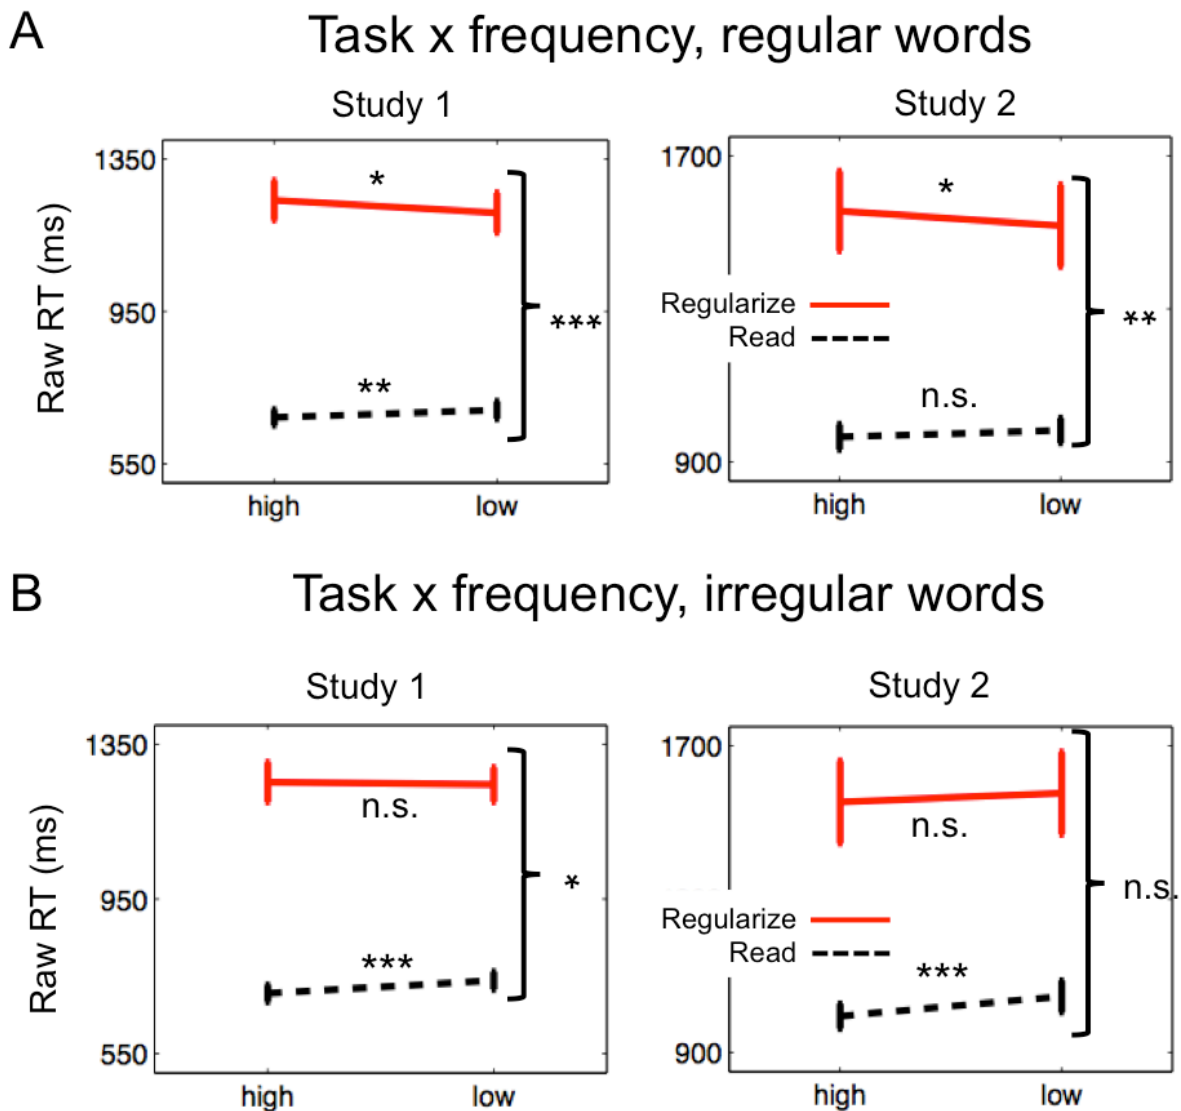 A
Task x frequency, regular words
Study 1
Study 2
Raw RT (ms)
1350
950
550
*
***
**
high
low
1700
900
*
Regularize
Read
**
n.s.
high
low
B
Task x frequency, irregular words
Study 1
Study 2
Raw RT (ms)
1350
950
550
n.s.
*
***
high
low
1700
900
n.s.
n.s.
Regularize
Read
***
high
low